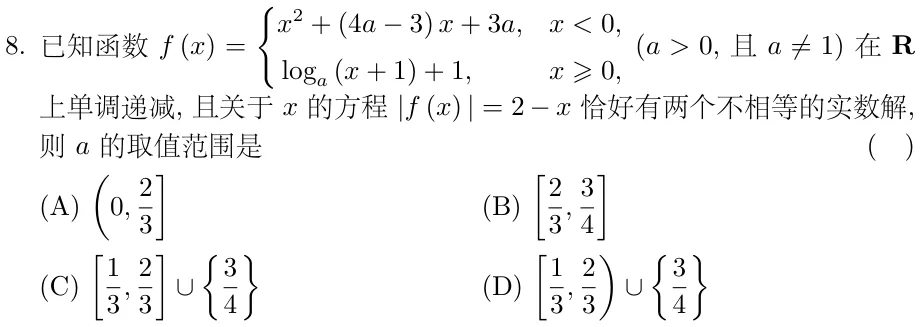 8. 已知函数 f (x) = { x² + (4a − 3) x + 3a, x < 0,
log_a (x + 1) + 1, x ⩾ 0, (a > 0, 且 a ≠ 1) 在 R
上单调递减, 且关于 x 的方程 |f (x)| = 2 − x 恰好有两个不相等的实数解,
则 a 的取值范围是 ( )
(A) (0, 2/3] (B) [2/3, 3/4]
(C) [1/3, 2/3] ∪ {3/4} (D) [1/3, 2/3) ∪ {3/4}